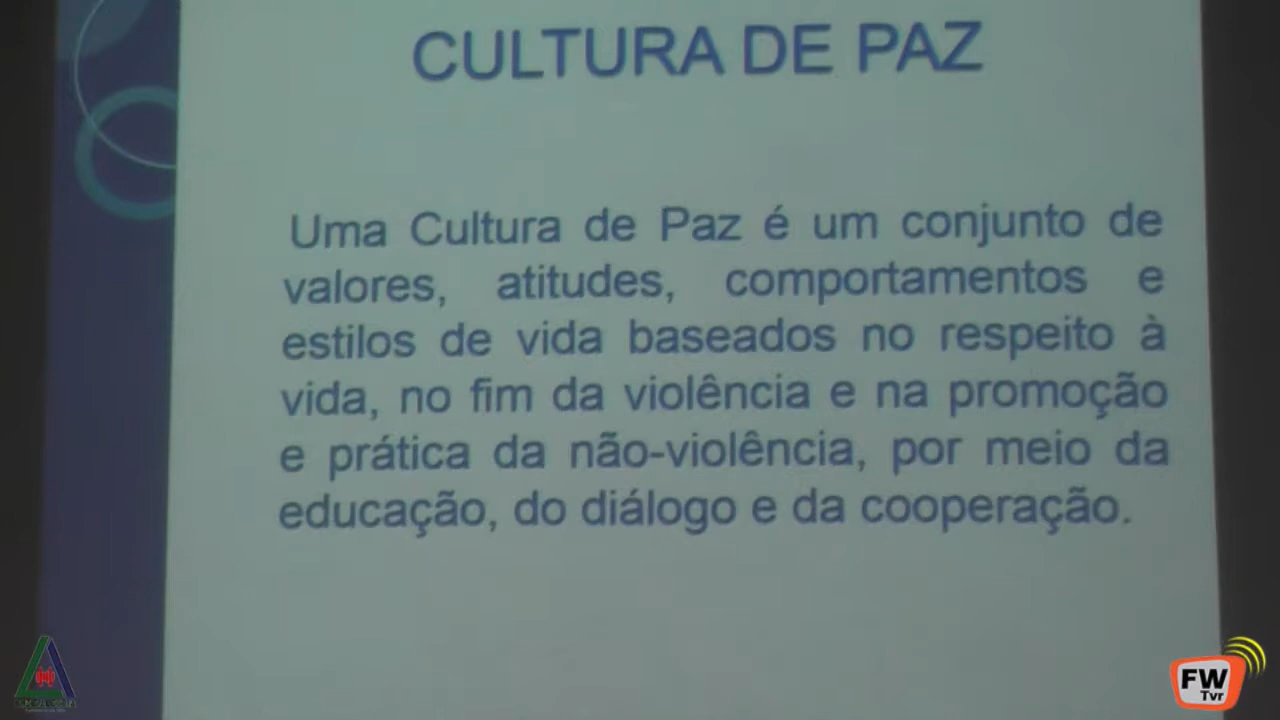 CULTURA DE PAZ
Uma Cultura de Paz é um conjunto de
valores, atitudes, comportamentos e
estilos de vida baseados no respeito à
vida, no fim da violência e na promoção
e prática da não-violência, por meio da
educação, do diálogo e da cooperação.
FW
Tvr